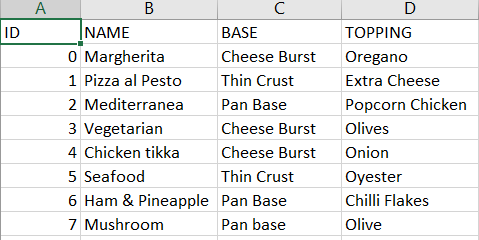 A B C D
ID NAME BASE TOPPING
0 Margherita Cheese Burst Oregano
1 Pizza al Pesto Thin Crust Extra Cheese
2 Mediterranea Pan Base Popcorn Chicken
3 Vegetarian Cheese Burst Olives
4 Chicken tikka Cheese Burst Onion
5 Seafood Thin Crust Oyester
6 Ham & Pineapple Pan Base Chilli Flakes
7 Mushroom Pan base Olive